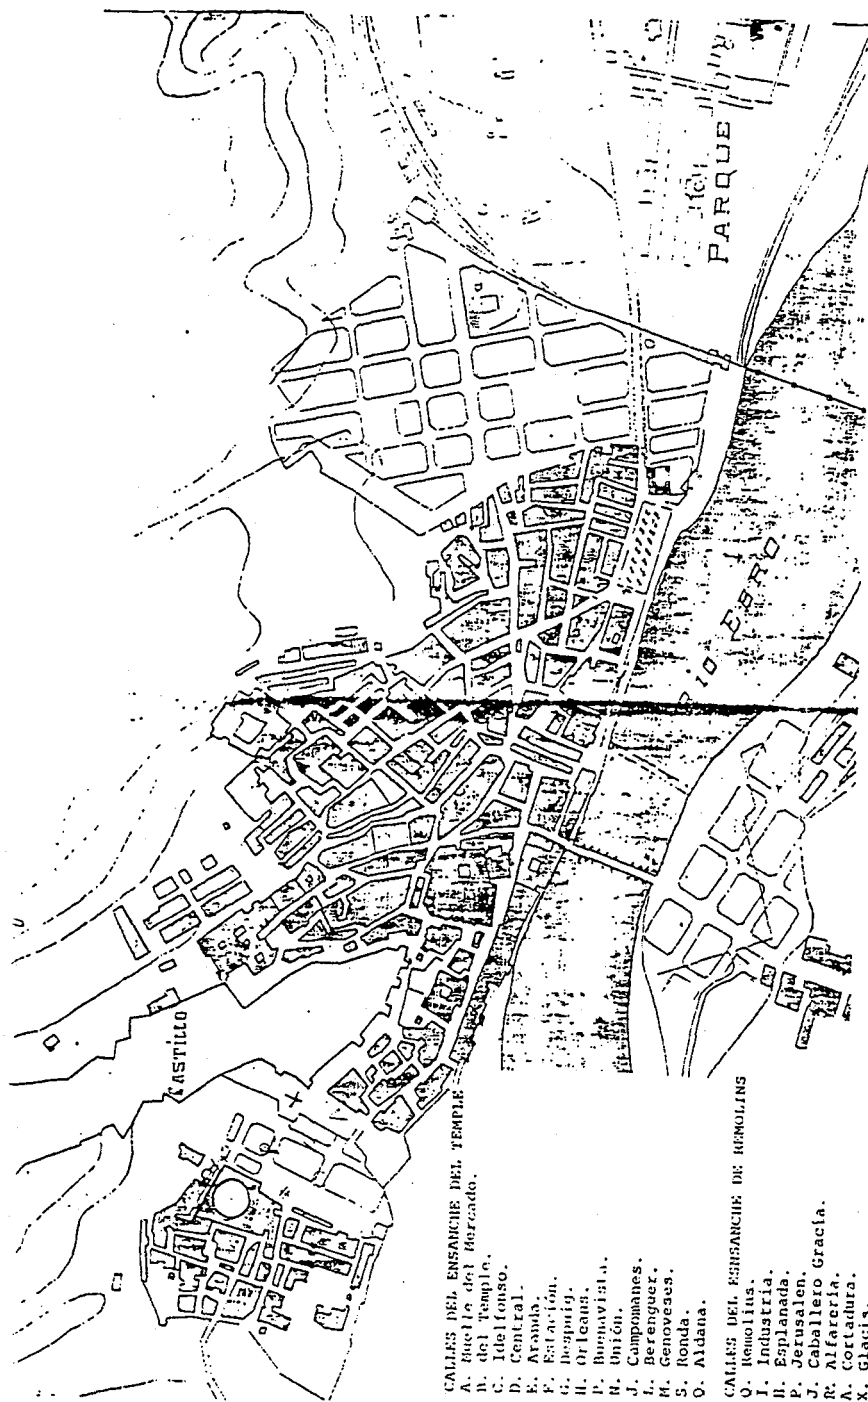 PARQUE
RIO EBRO
CASTILLO
CALLES DEL ENSANCHE DEL TEMPLE
A. Muelle del Mercado.
B. del Temple.
C. Idelfonso.
D. Central.
E. Aranda.
F. Estación.
G. Despuig.
H. Orleans.
P. Buenavista.
N. Unión.
J. Campomanes.
L. Berenguer.
M. Genoveses.
S. Ronda.
O. Aldana.
CALLES DEL ESNSANCHE DE REMOLINS
Q. Remolins.
I. Industria.
H. Esplanada.
P. Jerusalen.
J. Caballero Gracia.
R. Alfarería.
A. Cortadura.
X. Glacis.